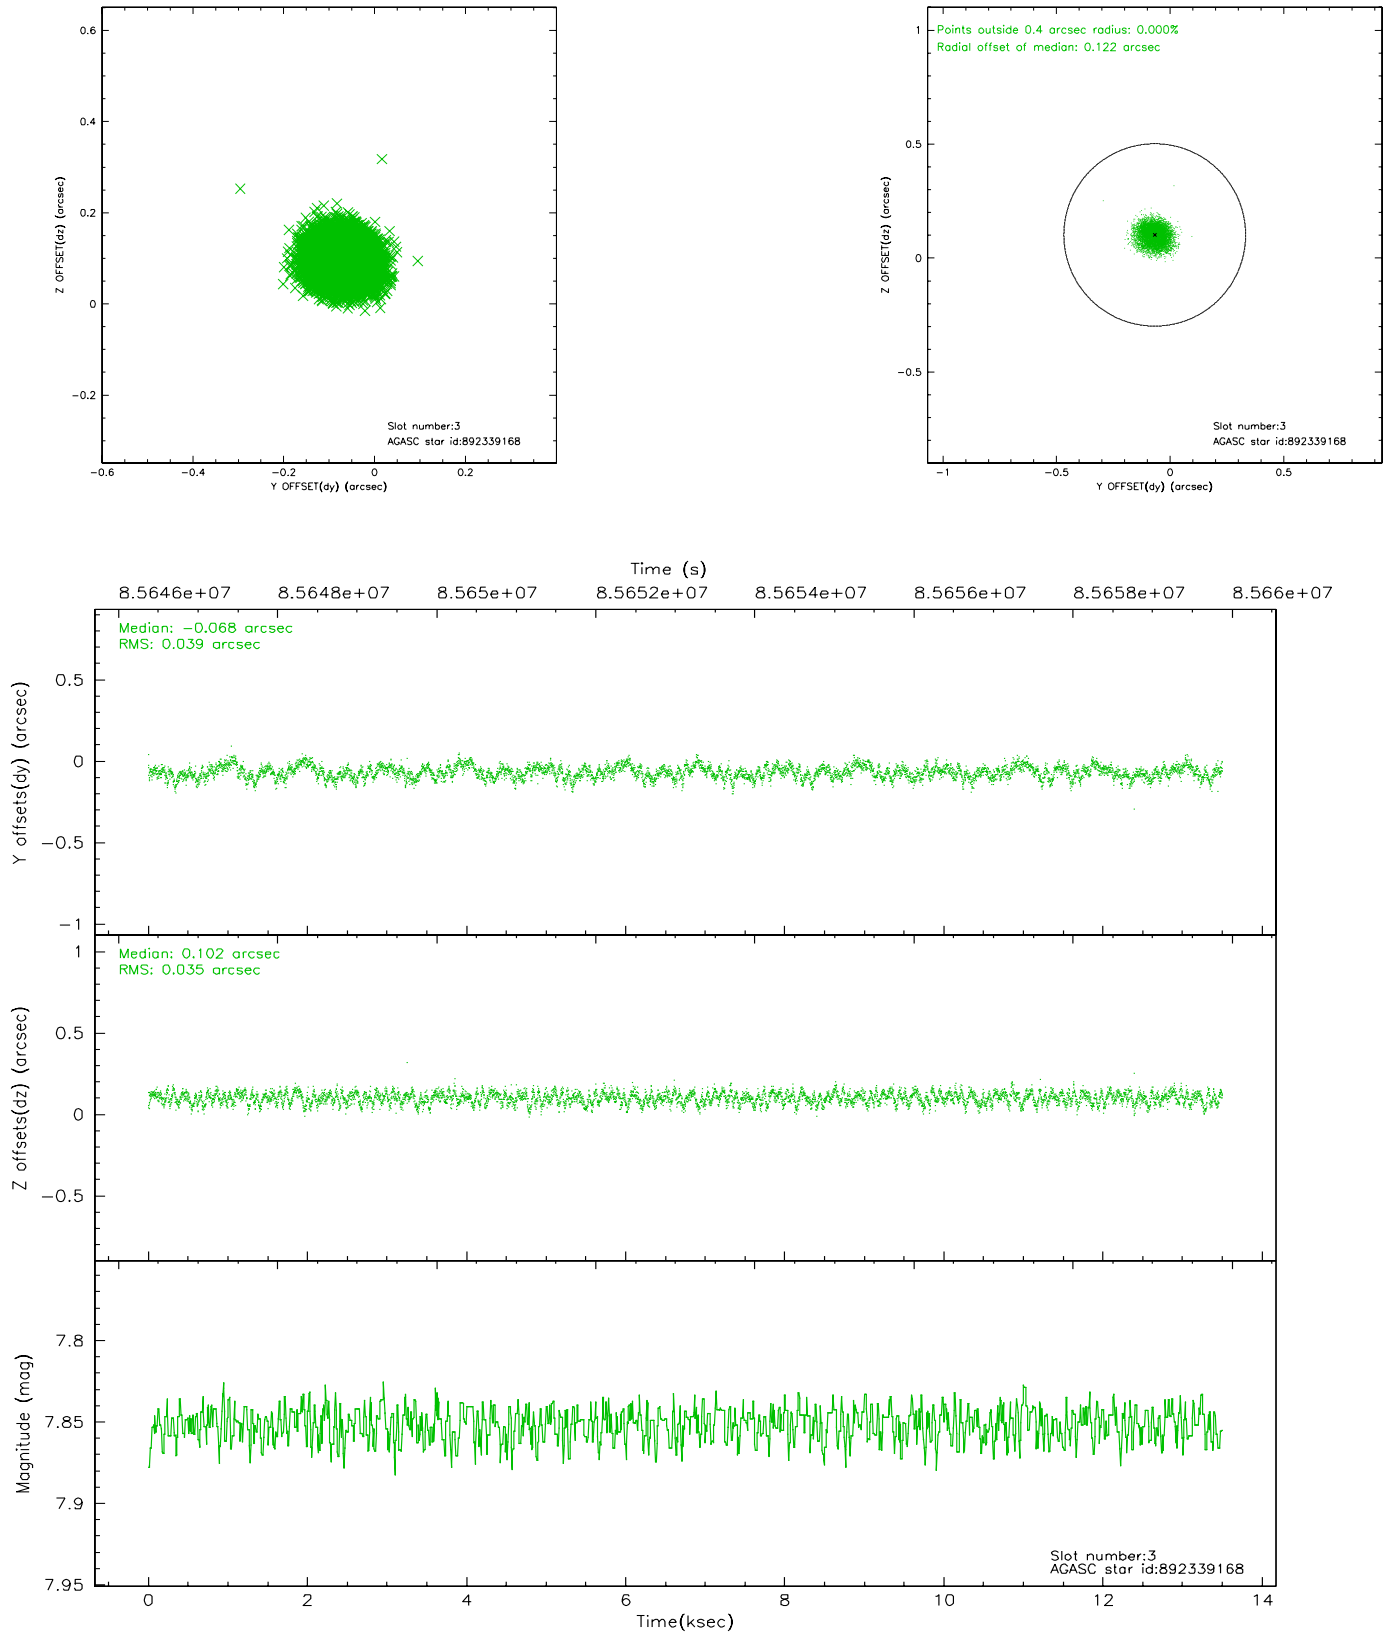 0.6
0.4
0.2
0
−0.2
Z OFFSET(dz) (arcsec)
Slot number:3
AGASC star id:892339168
−0.6 −0.4 −0.2 0 0.2
Y OFFSET(dy) (arcsec)
Points outside 0.4 arcsec radius: 0.000%
Radial offset of median: 0.122 arcsec
1
0.5
0
−0.5
Z OFFSET(dz) (arcsec)
Slot number:3
AGASC star id:892339168
−1 −0.5 0 0.5
Y OFFSET(dy) (arcsec)
Time (s)
8.5646e+07 8.5648e+07 8.565e+07 8.5652e+07 8.5654e+07 8.5656e+07 8.5658e+07 8.566e+07
Median: −0.068 arcsec
RMS: 0.039 arcsec
0.5
0
−0.5
−1
Y offsets(dy) (arcsec)
Median: 0.102 arcsec
RMS: 0.035 arcsec
1
0.5
0
−0.5
Z offsets(dz) (arcsec)
7.8
7.85
7.9
7.95
Magnitude (mag)
Slot number:3
AGASC star id:892339168
0 2 4 6 8 10 12 14
Time(ksec)